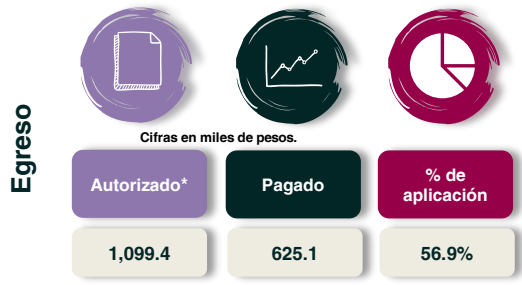 Egreso
Cifras en miles de pesos.
Autorizado*
Pagado
% de
aplicación
1,099.4
625.1
56.9%